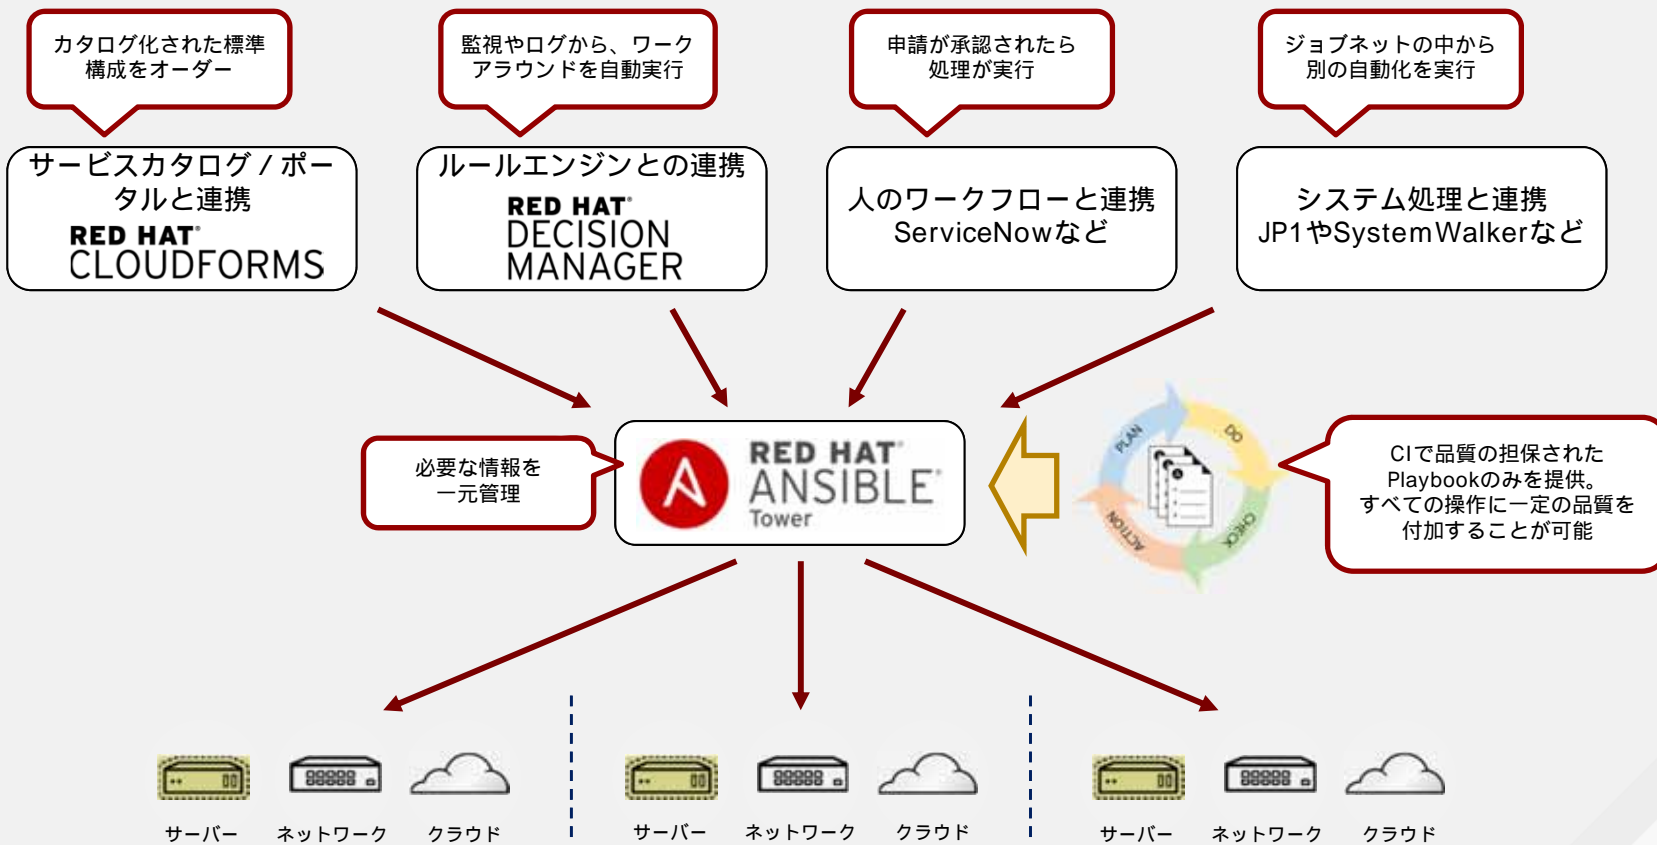 カタログ化された標準
構成をオーダー
監視やログから、ワーク
アラウンドを自動実行
申請が承認されたら
処理が実行
ジョブネットの中から
別の自動化を実行
サービスカタログ / ポー
タルと連携
RED HAT®
CLOUDFORMS
ルールエンジンとの連携
RED HAT®
DECISION
MANAGER
人のワークフローと連携
ServiceNowなど
システム処理と連携
JP1やSystemWalkerなど
必要な情報を
一元管理
RED HAT®
ANSIBLE®
Tower
PLAN
DO
CHECK
ACTION
CIで品質の担保された
Playbookのみを提供。
すべての操作に一定の品質を
付加することが可能
サーバー
ネットワーク
クラウド
サーバー
ネットワーク
クラウド
サーバー
ネットワーク
クラウド